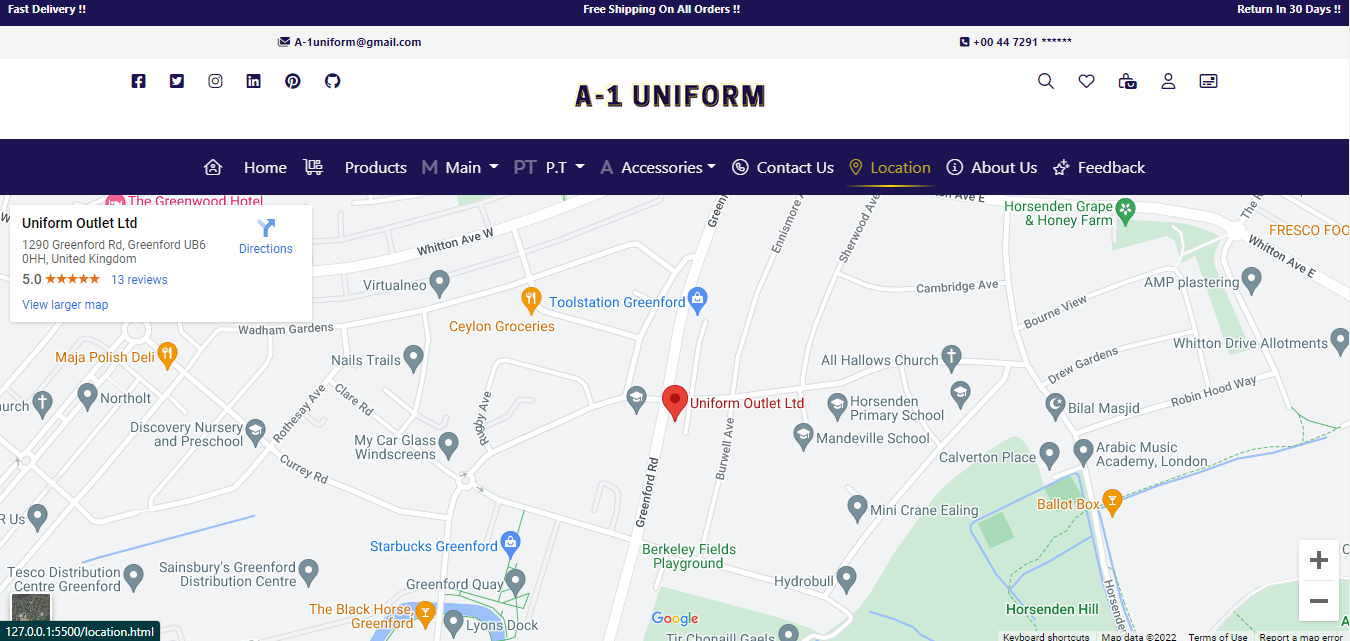 Fast Delivery !!
Free Shipping On All Orders !!
Return In 30 Days !!
A-1uniform@gmail.com
+00 44 7291 ******
A-1 UNIFORM
Home
Products
M Main
PT P.T
A Accessories
Contact Us
Location
About Us
Feedback
The Greenwood Hotel
Uniform Outlet Ltd
1290 Greenford Rd, Greenford UB6
0HH, United Kingdom
5.0
13 reviews
Directions
View larger map
Whitton Ave W
Ennismore A
Sherwood Ave
Horsenden Grape
& Honey Farm
FRESCO FOO
Whitton Ave E
Virtualneo
Toolstation Greenford
Cambridge Ave
AMP plastering
Ceylon Groceries
Bourne View
Wadham Gardens
Whitton Drive Allotments
Maja Polish Deli
Nails Trails
All Hallows Church
Drew Gardens
Robin Hood Way
Clare Rd
Rothesay Ave
Northolt
Uniform Outlet Ltd
Horsenden
Primary School
Bilal Masjid
Rugby Ave
Burwell Ave
Discovery Nursery
and Preschool
My Car Glass
Windscreens
Mandeville School
Calverton Place
Arabic Music
Academy, London
Currey Rd
Greenford Rd
Ballot Box
Mini Crane Ealing
R Us
Starbucks Greenford
Berkeley Fields
Playground
Tesco Distribution
Centre Greenford
Sainsbury's Greenford
Distribution Centre
Greenford Quay
Hydrobull
The Black Horse,
Greenford
Lyons Dock
Google
Horsenden Hill
Tir Chonaill Gaels
127.0.0.1:5500/location.html
Keyboard shortcuts
Map data ©2022
Terms of Use
Report a map error